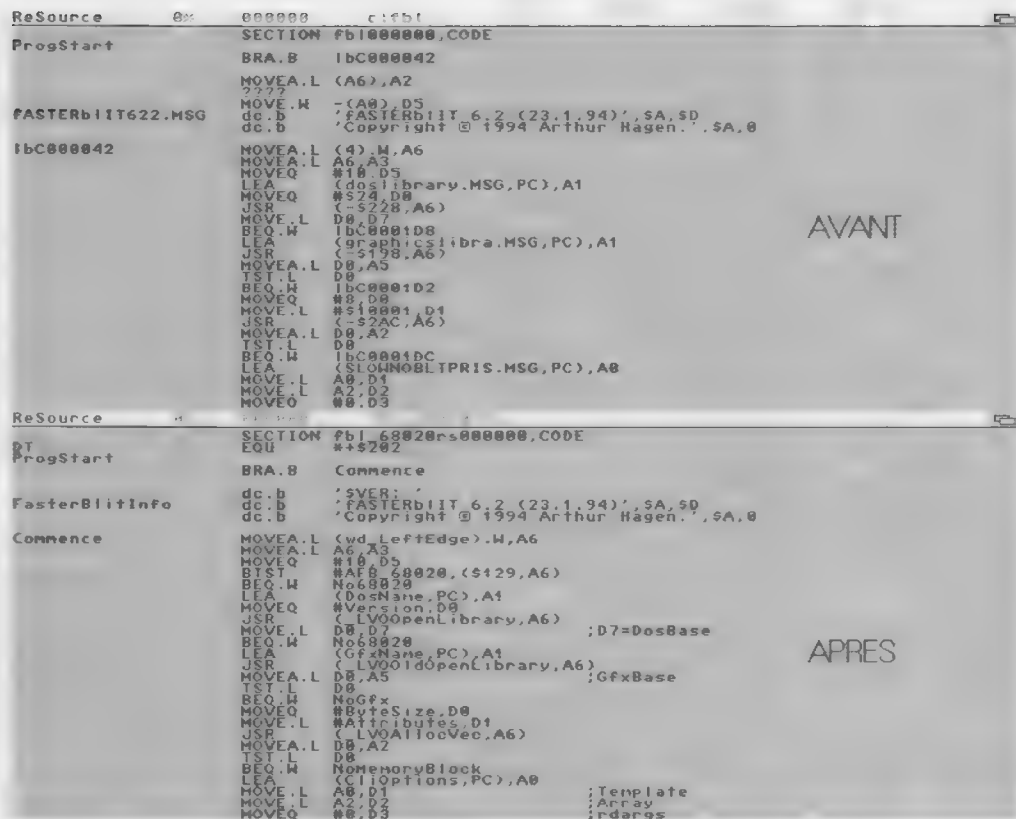 ReSource 0% 000000 c:fbl
SECTION fbl000000,CODE
ProgStart
BRA.B lbC000042
MOVEA.L (A6),A2
????
MOVE.W -(A0),D5
fASTERblIT622.MSG dc.b 'fASTERblIT 6.2 (23.1.94)',$A,$D
dc.b 'Copyright © 1994 Arthur Hagen.',$A,0
lbC000042 MOVEA.L (4).W,A6
MOVEA.L A6,A3
MOVEQ #10,D5
LEA (doslibrary.MSG,PC),A1
MOVEQ #$24,D0
JSR (-$228,A6)
MOVE.L D0,D7
BEQ.W lbC0001D8
LEA (graphicslibra.MSG,PC),A1
JSR (-$198,A6)
MOVEA.L D0,A5
TST.L D0
BEQ.W lbC0001D2
MOVEQ #8,D0
MOVE.L #$10001,D1
JSR (-$2AC,A6)
MOVEA.L D0,A2
TST.L D0
BEQ.W lbC0001DC
LEA (SLOWNOBLTPRIS.MSG,PC),A0
MOVE.L A0,D1
MOVE.L A2,D2
MOVEQ #0,D3
AVANT
ReSource
SECTION fbl_68020rs000000,CODE
DT EQU *+$202
ProgStart
BRA.B Commence
dc.b '$VER: '
FasterBlitInfo dc.b 'fASTERblIT 6.2 (23.1.94)',$A,$D
dc.b 'Copyright © 1994 Arthur Hagen.',$A,0
Commence MOVEA.L (wd_LeftEdge).W,A6
MOVEA.L A6,A3
MOVEQ #10,D5
BTST #AFB_68020,($129,A6)
BEQ.W No68020
LEA (DosName,PC),A1
MOVEQ #Version,D0
JSR (_LVOOpenLibrary,A6)
MOVE.L D0,D7 ;D7=DosBase
BEQ.W No68020
LEA (GfxName,PC),A1
JSR (_LVOOldOpenLibrary,A6)
MOVEA.L D0,A5 ;GfxBase
TST.L D0
BEQ.W NoGfx
MOVEQ #ByteSize,D0
MOVE.L #Attributes,D1
JSR (_LVOAllocVec,A6)
MOVEA.L D0,A2
TST.L D0
BEQ.W NoMemoryBlock
LEA (CliOptions,PC),A0
MOVE.L A0,D1 ;Template
MOVE.L A2,D2 ;Array
MOVEQ #0,D3 ;rdargs
APRES